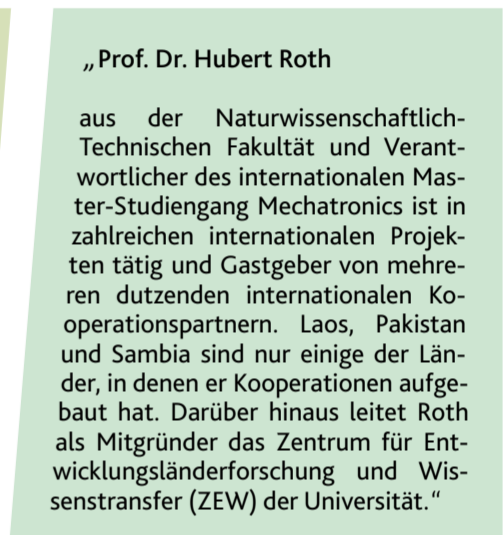 „Prof. Dr. Hubert Roth
aus der Naturwissenschaftlich-
Technischen Fakultät und Verant-
wortlicher des internationalen Mas-
ter-Studiengang Mechatronics ist in
zahlreichen internationalen Projek-
ten tätig und Gastgeber von mehre-
ren dutzenden internationalen Ko-
operationspartnern. Laos, Pakistan
und Sambia sind nur einige der Län-
der, in denen er Kooperationen aufge-
baut hat. Darüber hinaus leitet Roth
als Mitgründer das Zentrum für Ent-
wicklungsländerforschung und Wis-
senstransfer (ZEW) der Universität.“